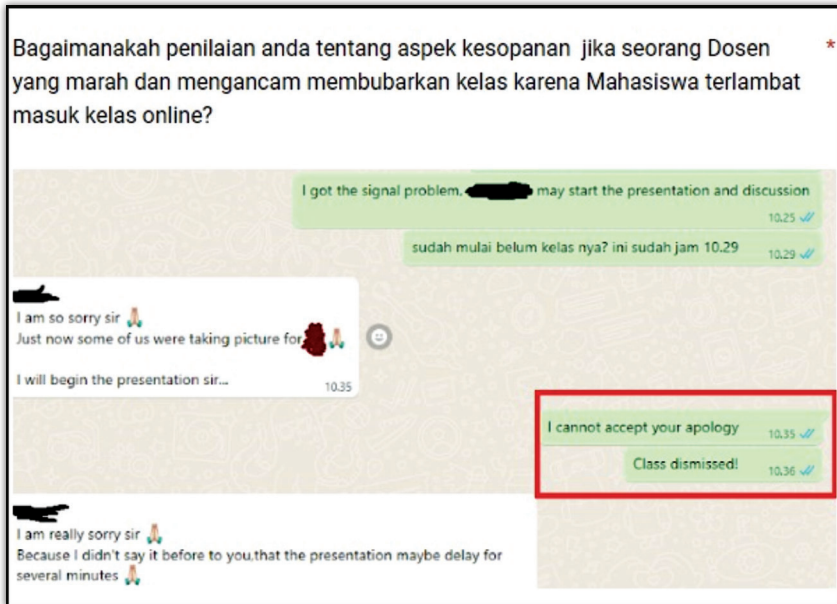 Bagaimanakah penilaian anda tentang aspek kesopanan jika seorang Dosen *
yang marah dan mengancam membubarkan kelas karena Mahasiswa terlambat
masuk kelas online?
I got the signal problem, may start the presentation and discussion
10.25
sudah mulai belum kelas nya? ini sudah jam 10.29
10.29
I am so sorry sir 🙏
Just now some of us were taking picture for 🙏
I will begin the presentation sir...
10.35
I cannot accept your apology
10.35
Class dismissed!
10.36
I am really sorry sir 🙏
Because I didn't say it before to you,that the presentation maybe delay for
several minutes 🙏